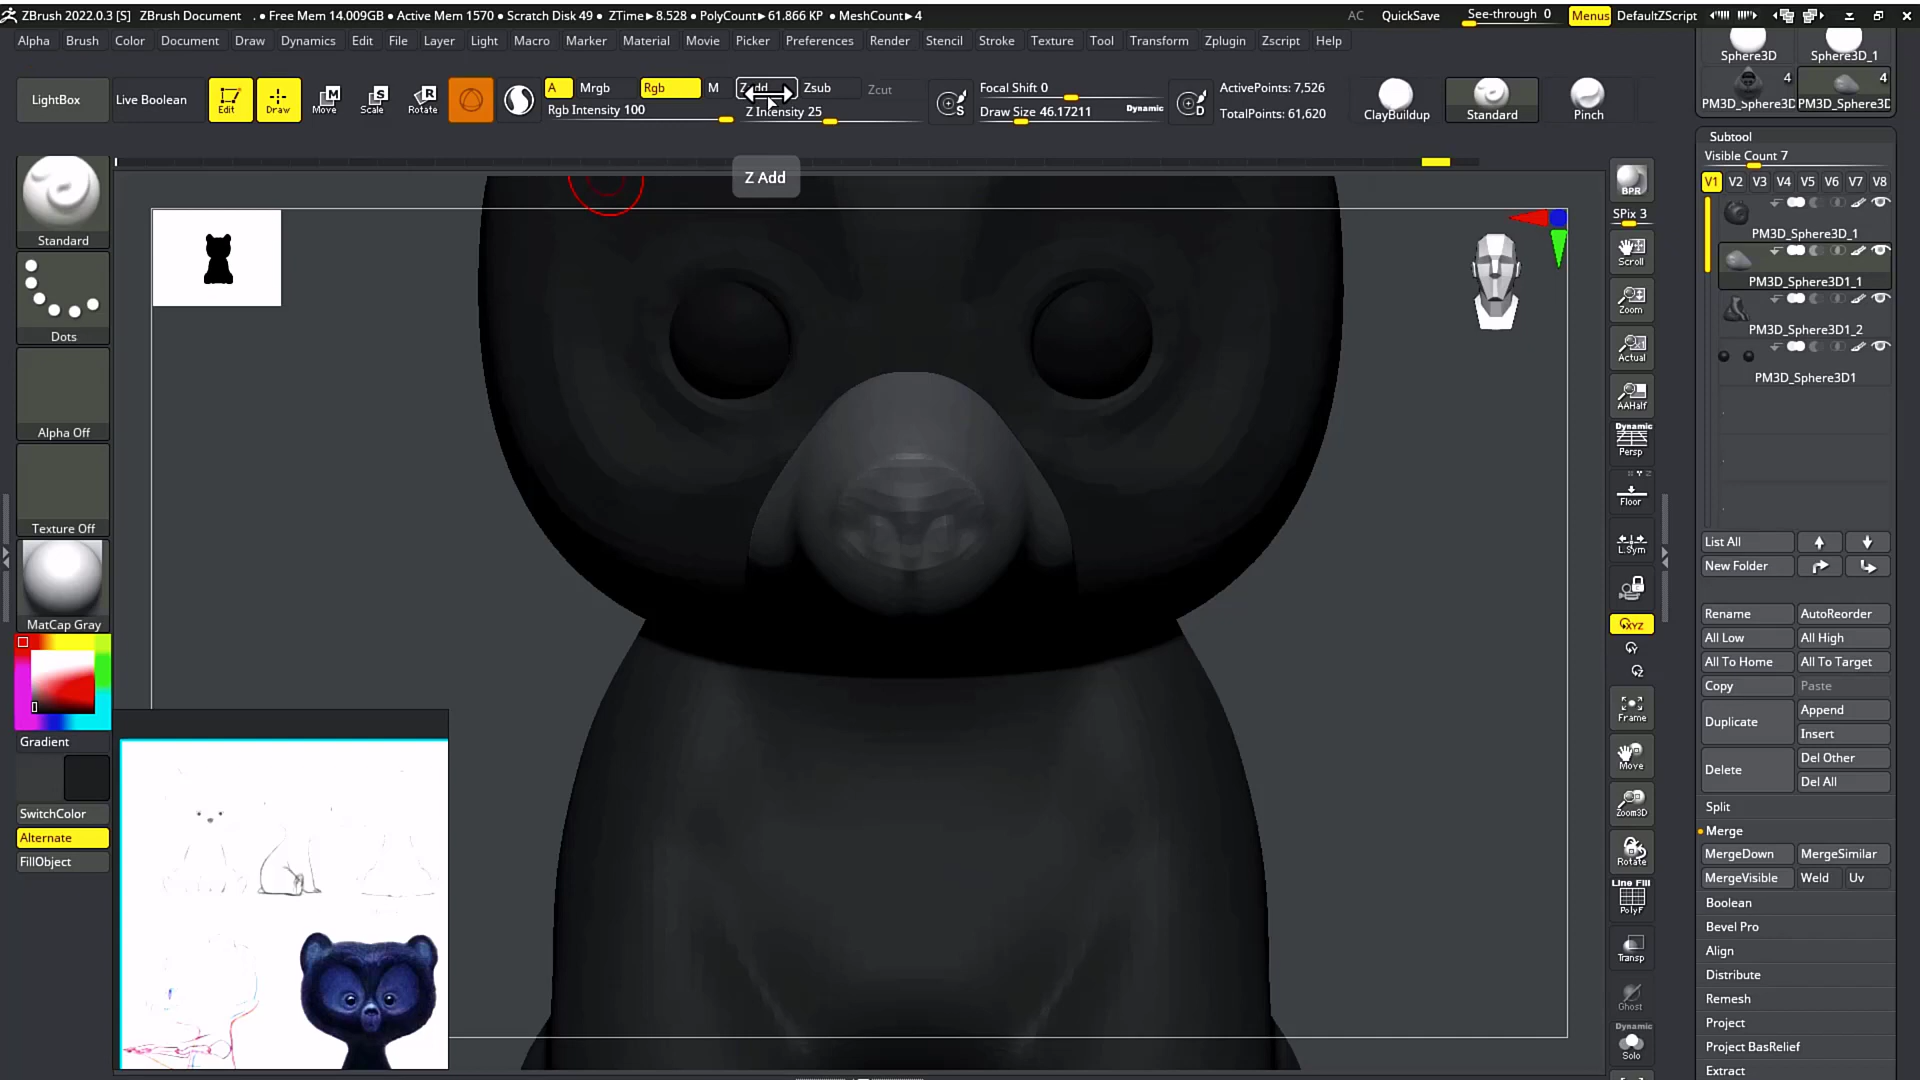 ZBrush 2022.0.3 [S] ZBrush Document . ● Free Mem 14.009GB ● Active Mem 1570 ● Scratch Disk 49 ● ZTime▶8.528 ● PolyCount▶61.866 KP ● MeshCount▶4 AC QuickSave See-through 0 Menus DefaultZScript
Alpha Brush Color Document Draw Dynamics Edit File Layer Light Macro Marker Material Movie Picker Preferences Render Stencil Stroke Texture Tool Transform Zplugin Zscript Help
Sphere3D Sphere3D_1
4 4
PM3D_Sphere3D PM3D_Sphere3D
LightBox Live Boolean Edit Draw Move Scale Rotate
A Mrgb Rgb M Zadd Zsub Zcut
Rgb Intensity 100 Z Intensity 25
Focal Shift 0
Draw Size 46.17211 Dynamic
ActivePoints: 7,526
TotalPoints: 61,620
ClayBuildup Standard Pinch
Z Add
Standard
Dots
Alpha Off
Texture Off
MatCap Gray
Gradient
SwitchColor
Alternate
FillObject
BPR
SPix 3
Scroll
Zoom
Actual
AAHalf
Dynamic
Persp
Floor
L.Sym
XYZ
Frame
Move
Zoom3D
Rotate
Line Fill
PolyF
Transp
Ghost
Dynamic
Solo
Subtool
Visible Count 7
V1 V2 V3 V4 V5 V6 V7 V8
PM3D_Sphere3D_1
PM3D_Sphere3D1_1
PM3D_Sphere3D1_2
PM3D_Sphere3D1
List All
New Folder
Rename AutoReorder
All Low All High
All To Home All To Target
Copy Paste
Duplicate Append
Insert
Delete Del Other
Del All
Split
Merge
MergeDown MergeSimilar
MergeVisible Weld Uv
Boolean
Bevel Pro
Align
Distribute
Remesh
Project
Project BasRelief
Extract